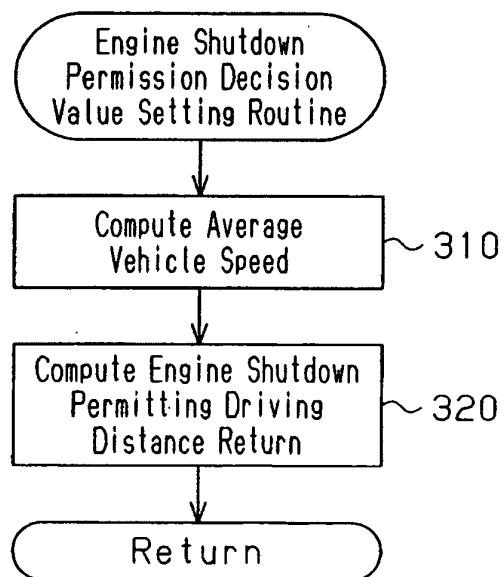 Engine Shutdown
Permission Decision
Value Setting Routine
Compute Average
Vehicle Speed
310
Compute Engine Shutdown
Permitting Driving
Distance Return
320
Return